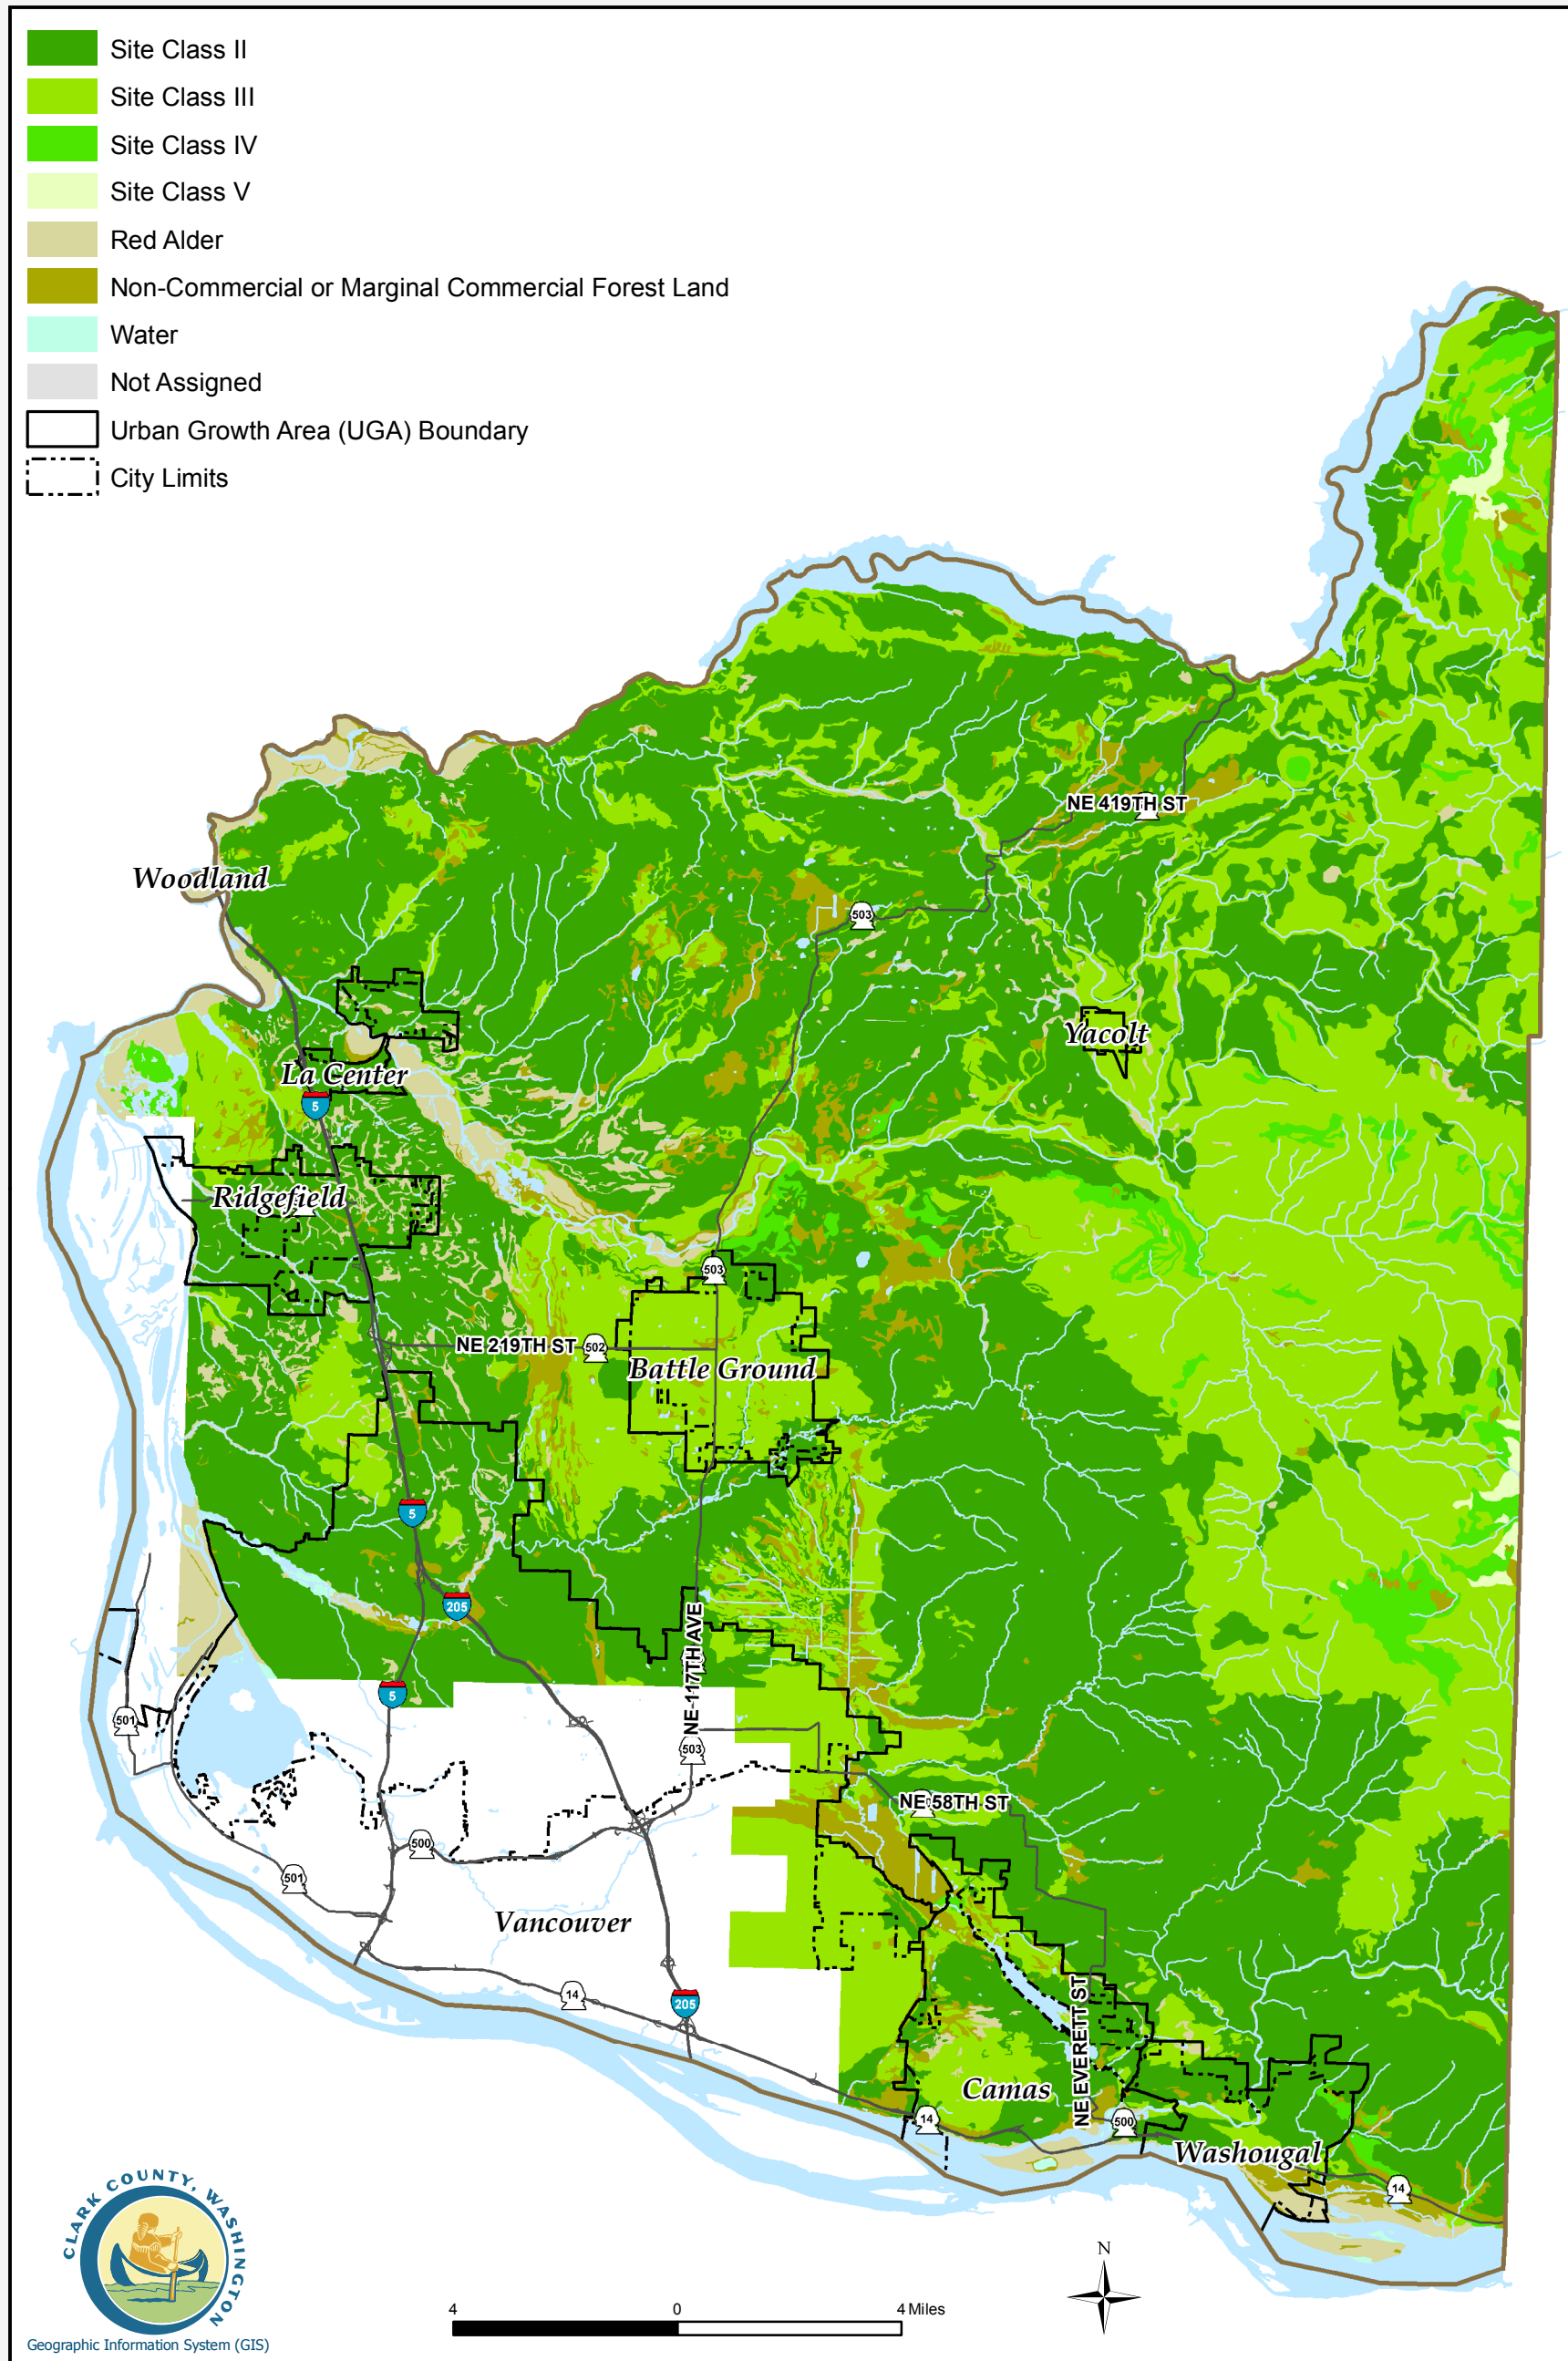 Site Class II
Site Class III
Site Class IV
Site Class V
Red Alder
Non-Commercial or Marginal Commercial Forest Land
Water
Not Assigned
Urban Growth Area (UGA) Boundary
City Limits
NE 419TH ST
Woodland
503
Yacolt
La Center
5
Ridgefield
503
NE 219TH ST
502
Battle Ground
5
205
NE 117TH AVE
5
501
503
NE 58TH ST
500
501
Vancouver
14
205
NE EVERETT ST
Camas
14
500
Washougal
14
CLARK COUNTY, WASHINGTON
Geographic Information System (GIS)
4 0 4 Miles
N